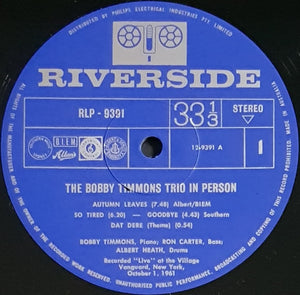 DISTRIBUTED BY PHILIPS ELECTRICAL INDUSTRIES PTY. LIMITED
RIVERSIDE
RLP - 9391
33 1/3
STEREO
BIEM
12-9391 A
1
THE BOBBY TIMMONS TRIO IN PERSON
AUTUMN LEAVES (7.48) Albert/BIEM
SO TIRED (6.20) — GOODBYE (4.43) Southern
DAT DERE (Theme) (0.54)
BOBBY TIMMONS, Piano; RON CARTER, Bass;
ALBERT HEATH, Drums
Recorded "Live" at the Village
Vanguard, New York,
October 1, 1961